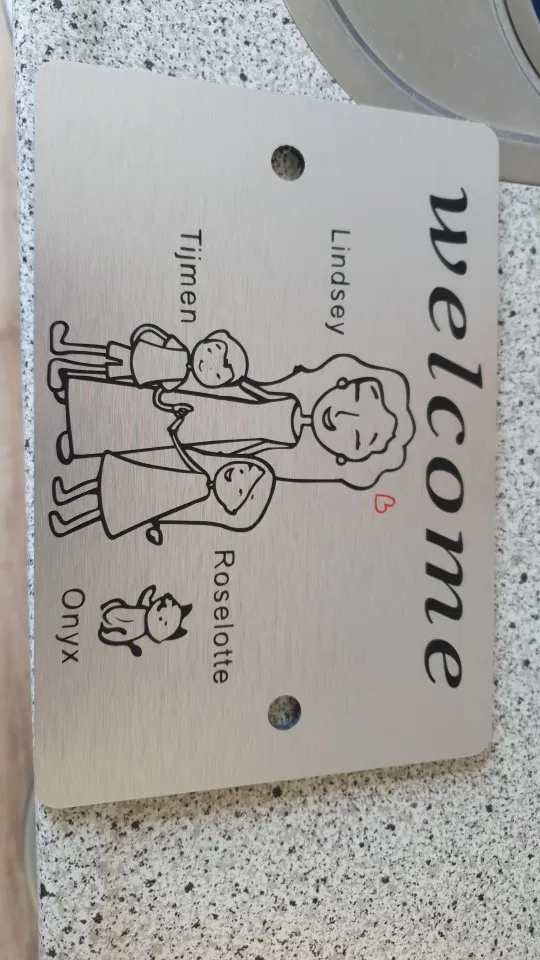 welcome
Lindsey
Tijmen
Roselotte
Onyx